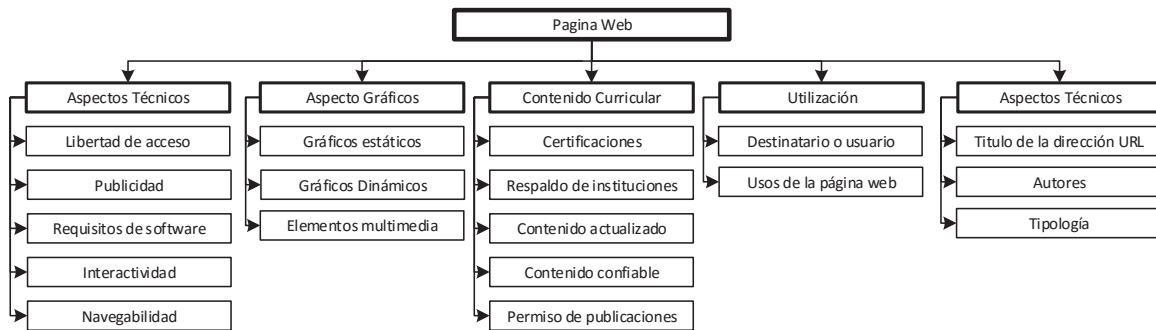 Pagina Web
Aspectos Técnicos
Libertad de acceso
Publicidad
Requisitos de software
Interactividad
Navegabilidad
Aspecto Gráficos
Gráficos estáticos
Gráficos Dinámicos
Elementos multimedia
Contenido Curricular
Certificaciones
Respaldo de instituciones
Contenido actualizado
Contenido confiable
Permiso de publicaciones
Utilización
Destinatario o usuario
Usos de la página web
Aspectos Técnicos
Titulo de la dirección URL
Autores
Tipología